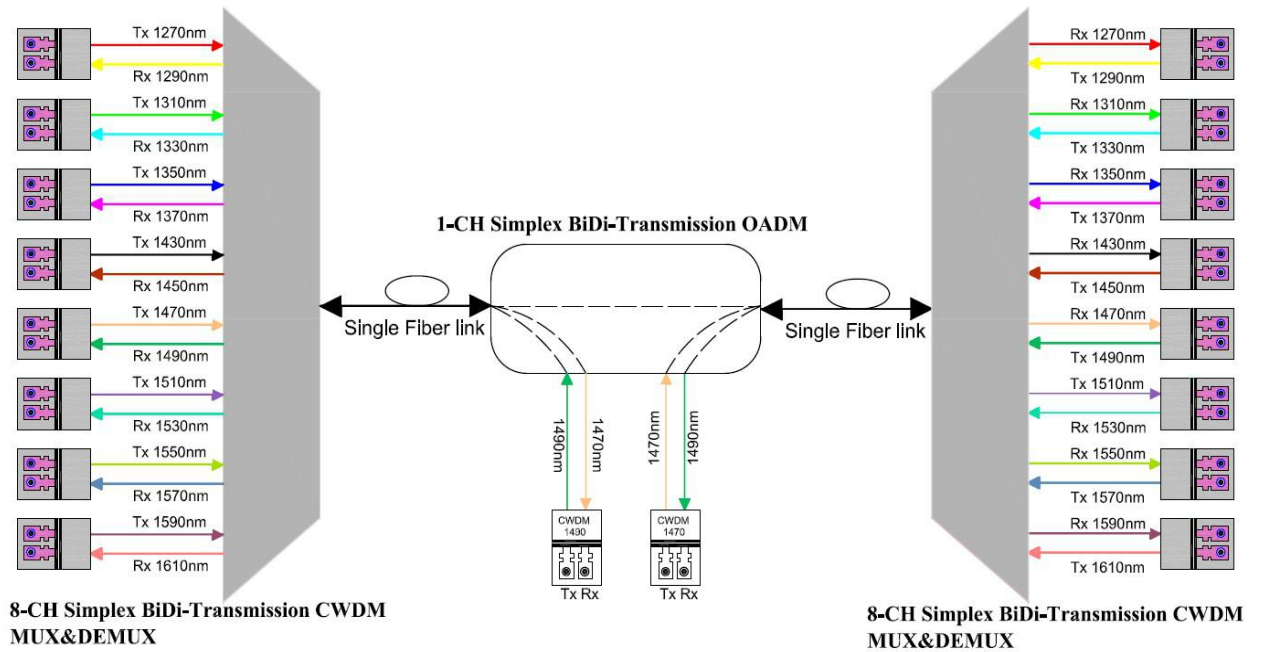 Tx 1270nm
Rx 1290nm
Tx 1310nm
Rx 1330nm
Tx 1350nm
Rx 1370nm
Tx 1430nm
Rx 1450nm
Tx 1470nm
Rx 1490nm
Tx 1510nm
Rx 1530nm
Tx 1550nm
Rx 1570nm
Tx 1590nm
Rx 1610nm
8-CH Simplex BiDi-Transmission CWDM
MUX&DEMUX
Single Fiber link
1-CH Simplex BiDi-Transmission OADM
1490nm
1470nm
1470nm
1490nm
CWDM
1490
Tx Rx
CWDM
1470
Tx Rx
Single Fiber link
Rx 1270nm
Tx 1290nm
Rx 1310nm
Tx 1330nm
Rx 1350nm
Tx 1370nm
Rx 1430nm
Tx 1450nm
Rx 1470nm
Tx 1490nm
Tx 1510nm
Rx 1530nm
Rx 1550nm
Tx 1570nm
Rx 1590nm
Tx 1610nm
8-CH Simplex BiDi-Transmission CWDM
MUX&DEMUX